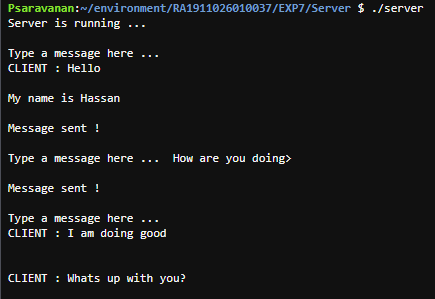 Psaravanan:~/environment/RA1911026010037/EXP7/Server $ ./server
Server is running ...
Type a message here ...
CLIENT : Hello
My name is Hassan
Message sent !
Type a message here ...  How are you doing>
Message sent !
Type a message here ...
CLIENT : I am doing good
CLIENT : Whats up with you?